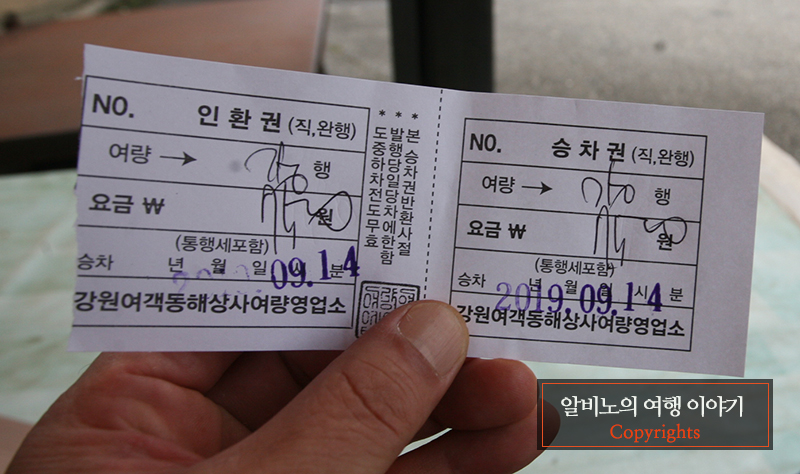 NO. 인환권 (직,완행)
여량 → 행
요금 ₩ 원
(통행세포함)
승차 년 월 일 시 분
09.14
강원여객동해상사여량영업소
***
본 승차권반환사절
발행당일당차에한함
도중하차전도무효
NO. 승차권 (직,완행)
여량 → 행
요금 ₩ 원
(통행세포함)
승차 년 월 일 시 분
2019.09.14
강원여객동해상사여량영업소
알비노의 여행 이야기
Copyrights